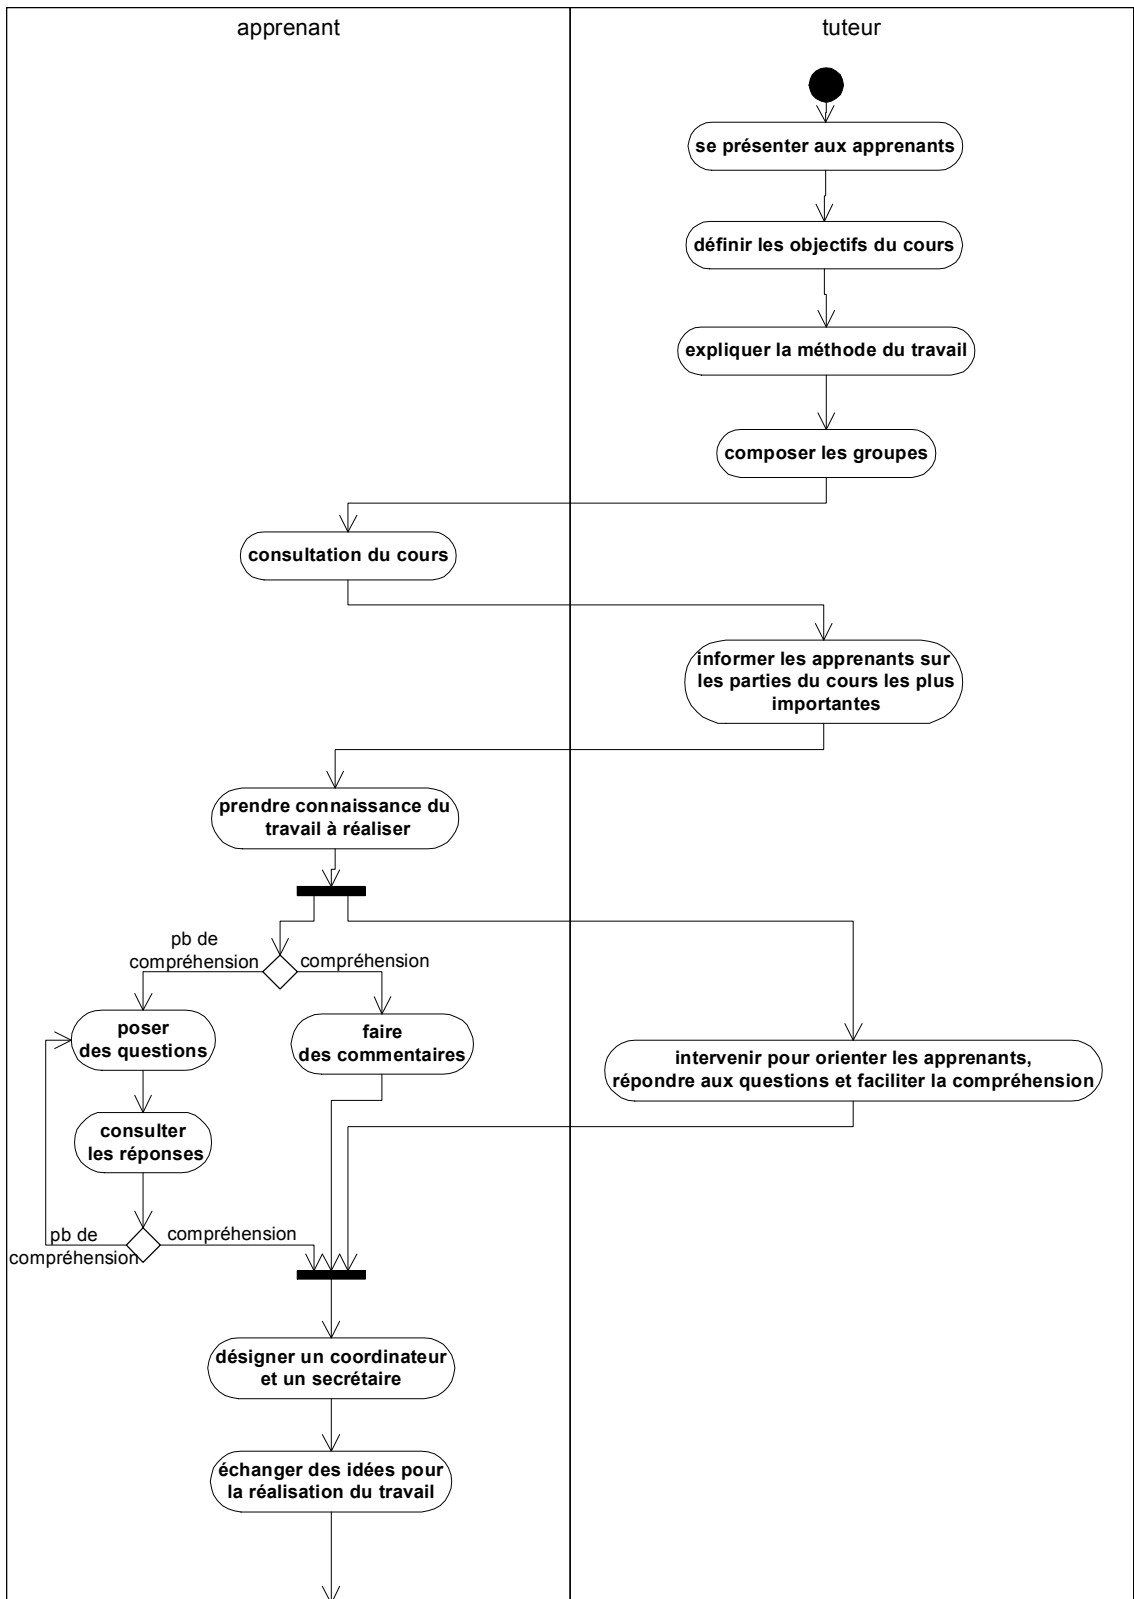 apprenant
tuteur
se présenter aux apprenants
définir les objectifs du cours
expliquer la méthode du travail
composer les groupes
consultation du cours
informer les apprenants sur
les parties du cours les plus
importantes
prendre connaissance du
travail à réaliser
pb de
compréhension
compréhension
poser
des questions
faire
des commentaires
intervenir pour orienter les apprenants,
répondre aux questions et faciliter la compréhension
consulter
les réponses
pb de
compréhension
compréhension
désigner un coordinateur
et un secrétaire
échanger des idées pour
la réalisation du travail